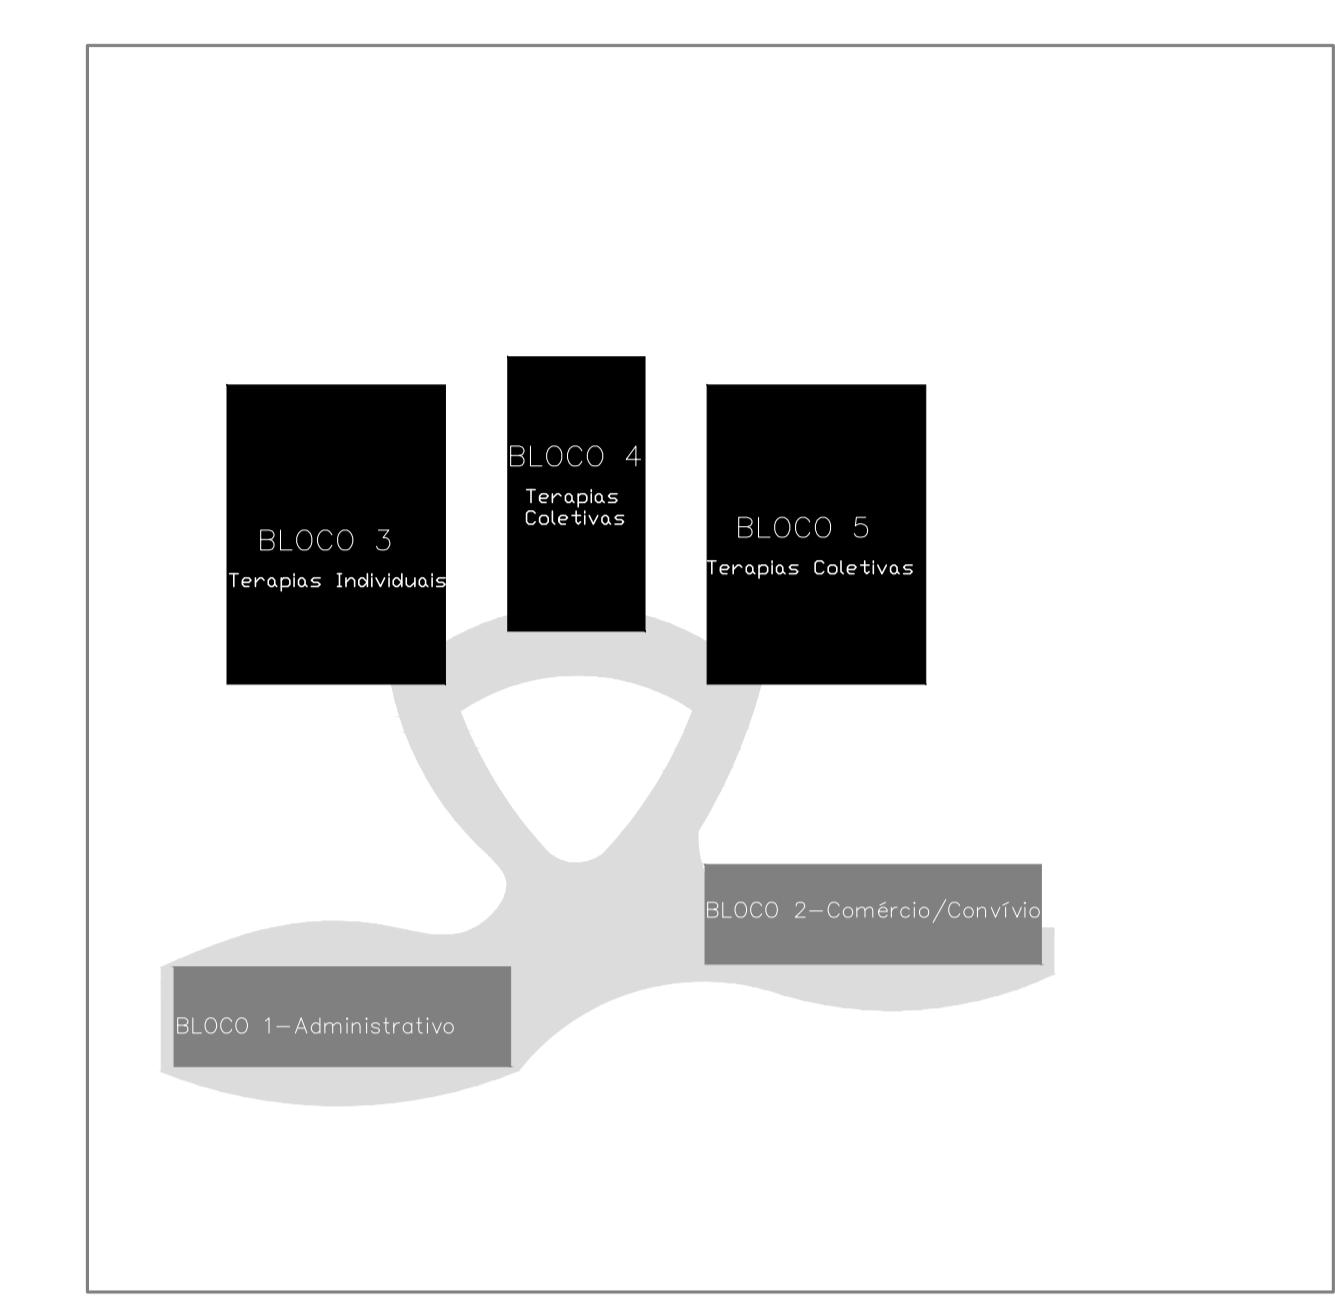 BLOCO 4
Terapias
Coletivas
BLOCO 3
Terapias Individuais
BLOCO 5
Terapias Coletivas
BLOCO 2-Comércio/Convívio
BLOCO 1-Administrativo